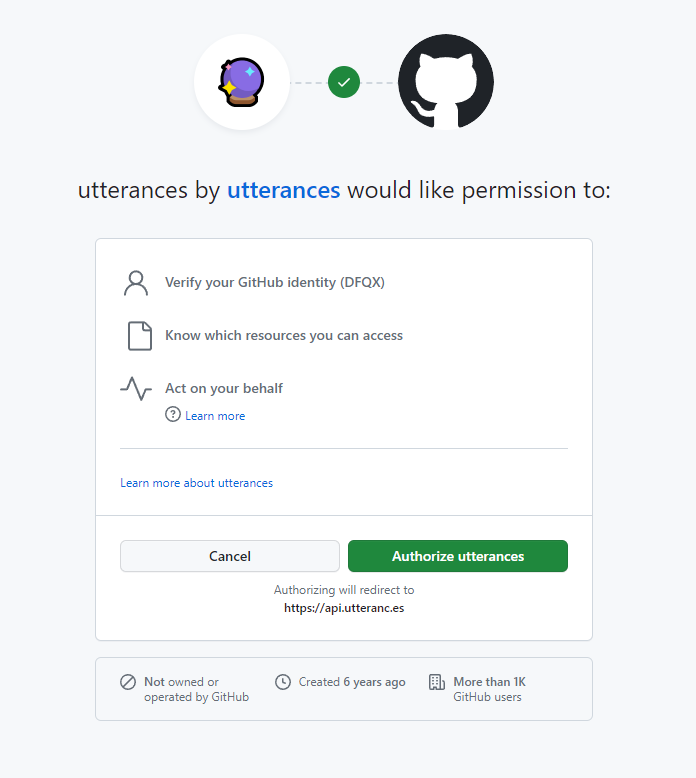 utterances by utterances would like permission to:
Verify your GitHub identity (DFQX)
Know which resources you can access
Act on your behalf
Learn more
Learn more about utterances
Cancel
Authorize utterances
Authorizing will redirect to
https://api.utteranc.es
Not owned or
operated by GitHub
Created 6 years ago
More than 1K
GitHub users